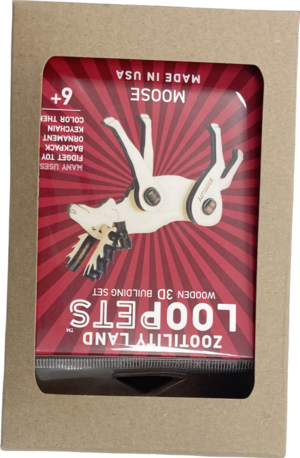 ZOOTILITY LAND
LOOPETS™
WOODEN 3D BUILDING SET
MANY USES
FIDGET TOY
BACKPACK
KEYCHAIN
ORNAMENT
COLOR THEM
6+
MOOSE
MADE IN USA